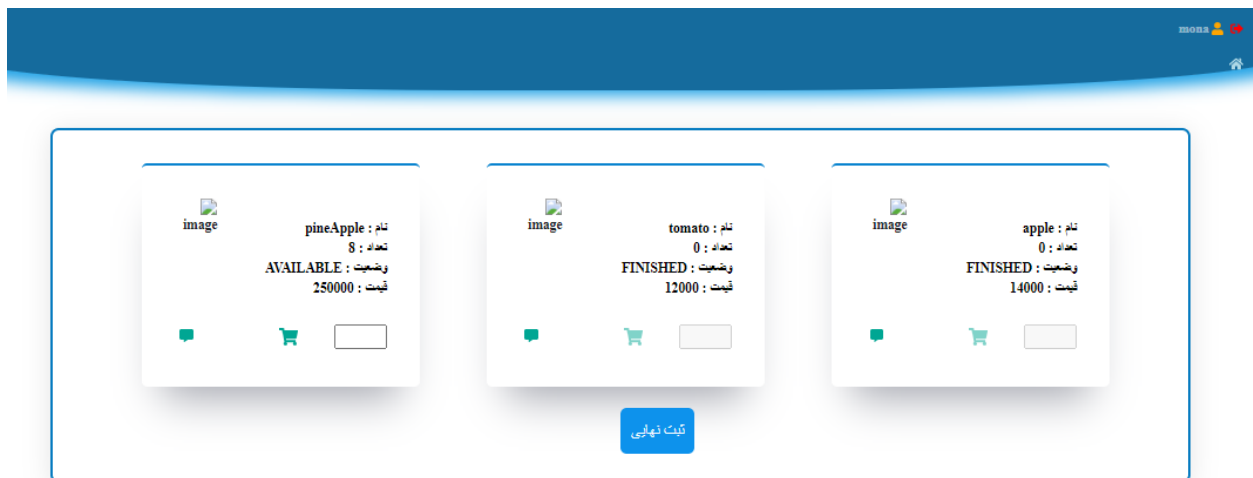 mona
image
نام : apple
تعداد : 0
وضعیت : FINISHED
قیمت : 14000
image
نام : tomato
تعداد : 0
وضعیت : FINISHED
قیمت : 12000
image
نام : pineApple
تعداد : 8
وضعیت : AVAILABLE
قیمت : 250000
ثبت نهایی